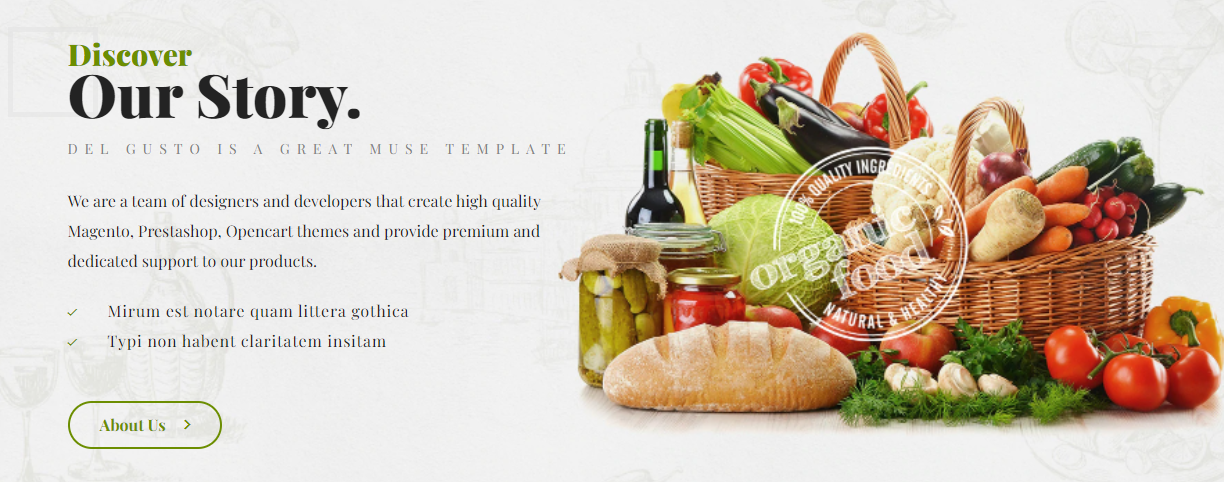 Discover
Our Story.
DEL GUSTO IS A GREAT MUSE TEMPLATE
We are a team of designers and developers that create high quality
Magento, Prestashop, Opencart themes and provide premium and
dedicated support to our products.
Mirum est notare quam littera gothica
Typi non habent claritatem insitam
About Us
100% QUALITY INGREDIENTS
organic
food
NATURAL & HEALTHY